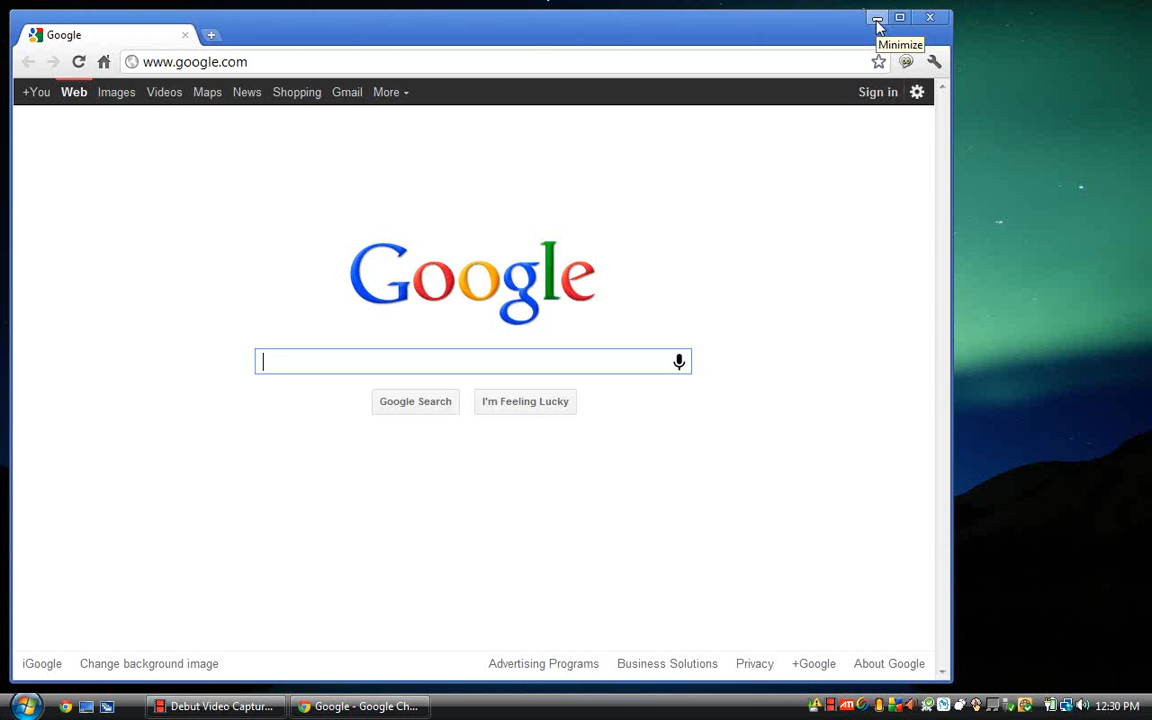 Google
Minimize
www.google.com
+You Web Images Videos Maps News Shopping Gmail More Sign in
Google
Google Search I'm Feeling Lucky
iGoogle Change background image Advertising Programs Business Solutions Privacy +Google About Google
Debut Video Captur... Google - Google Ch... ATI 12:30 PM